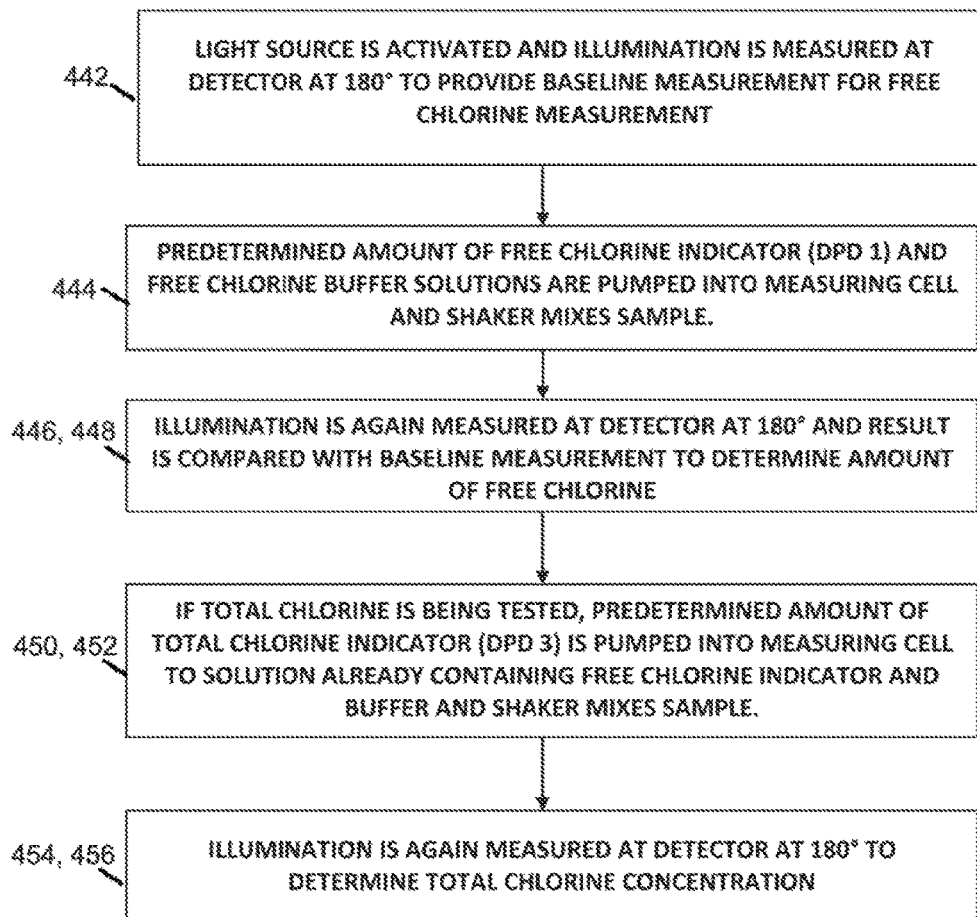 442
LIGHT SOURCE IS ACTIVATED AND ILLUMINATION IS MEASURED AT
DETECTOR AT 180° TO PROVIDE BASELINE MEASUREMENT FOR FREE
CHLORINE MEASUREMENT
444
PREDETERMINED AMOUNT OF FREE CHLORINE INDICATOR (DPD 1) AND
FREE CHLORINE BUFFER SOLUTIONS ARE PUMPED INTO MEASURING CELL
AND SHAKER MIXES SAMPLE.
446, 448
ILLUMINATION IS AGAIN MEASURED AT DETECTOR AT 180° AND RESULT
IS COMPARED WITH BASELINE MEASUREMENT TO DETERMINE AMOUNT
OF FREE CHLORINE
450, 452
IF TOTAL CHLORINE IS BEING TESTED, PREDETERMINED AMOUNT OF
TOTAL CHLORINE INDICATOR (DPD 3) IS PUMPED INTO MEASURING CELL
TO SOLUTION ALREADY CONTAINING FREE CHLORINE INDICATOR AND
BUFFER AND SHAKER MIXES SAMPLE.
454, 456
ILLUMINATION IS AGAIN MEASURED AT DETECTOR AT 180° TO
DETERMINE TOTAL CHLORINE CONCENTRATION